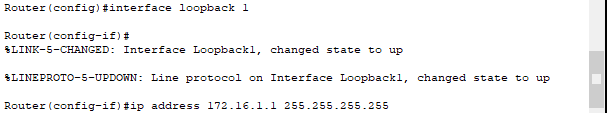 Router(config)#interface loopback 1
Router(config-if)#
%LINK-5-CHANGED: Interface Loopback1, changed state to up
%LINEPROTO-5-UPDOWN: Line protocol on Interface Loopback1, changed state to up
Router(config-if)#ip address 172.16.1.1 255.255.255.255